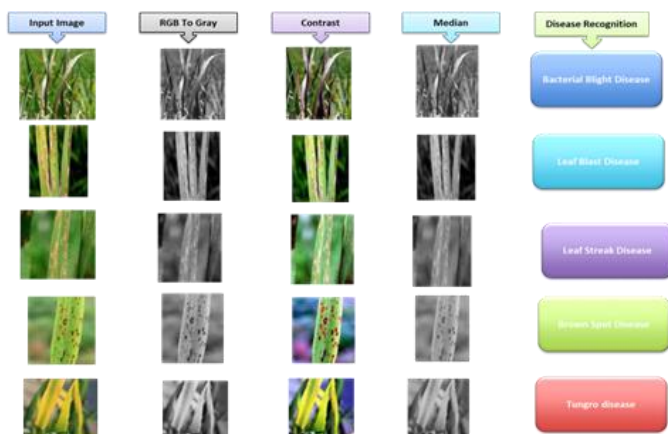 Input Image
RGB To Gray
Contrast
Median
Disease Recognition
Bacterial Blight Disease
Leaf Blast Disease
Leaf Streak Disease
Brown Spot Disease
Tungro disease